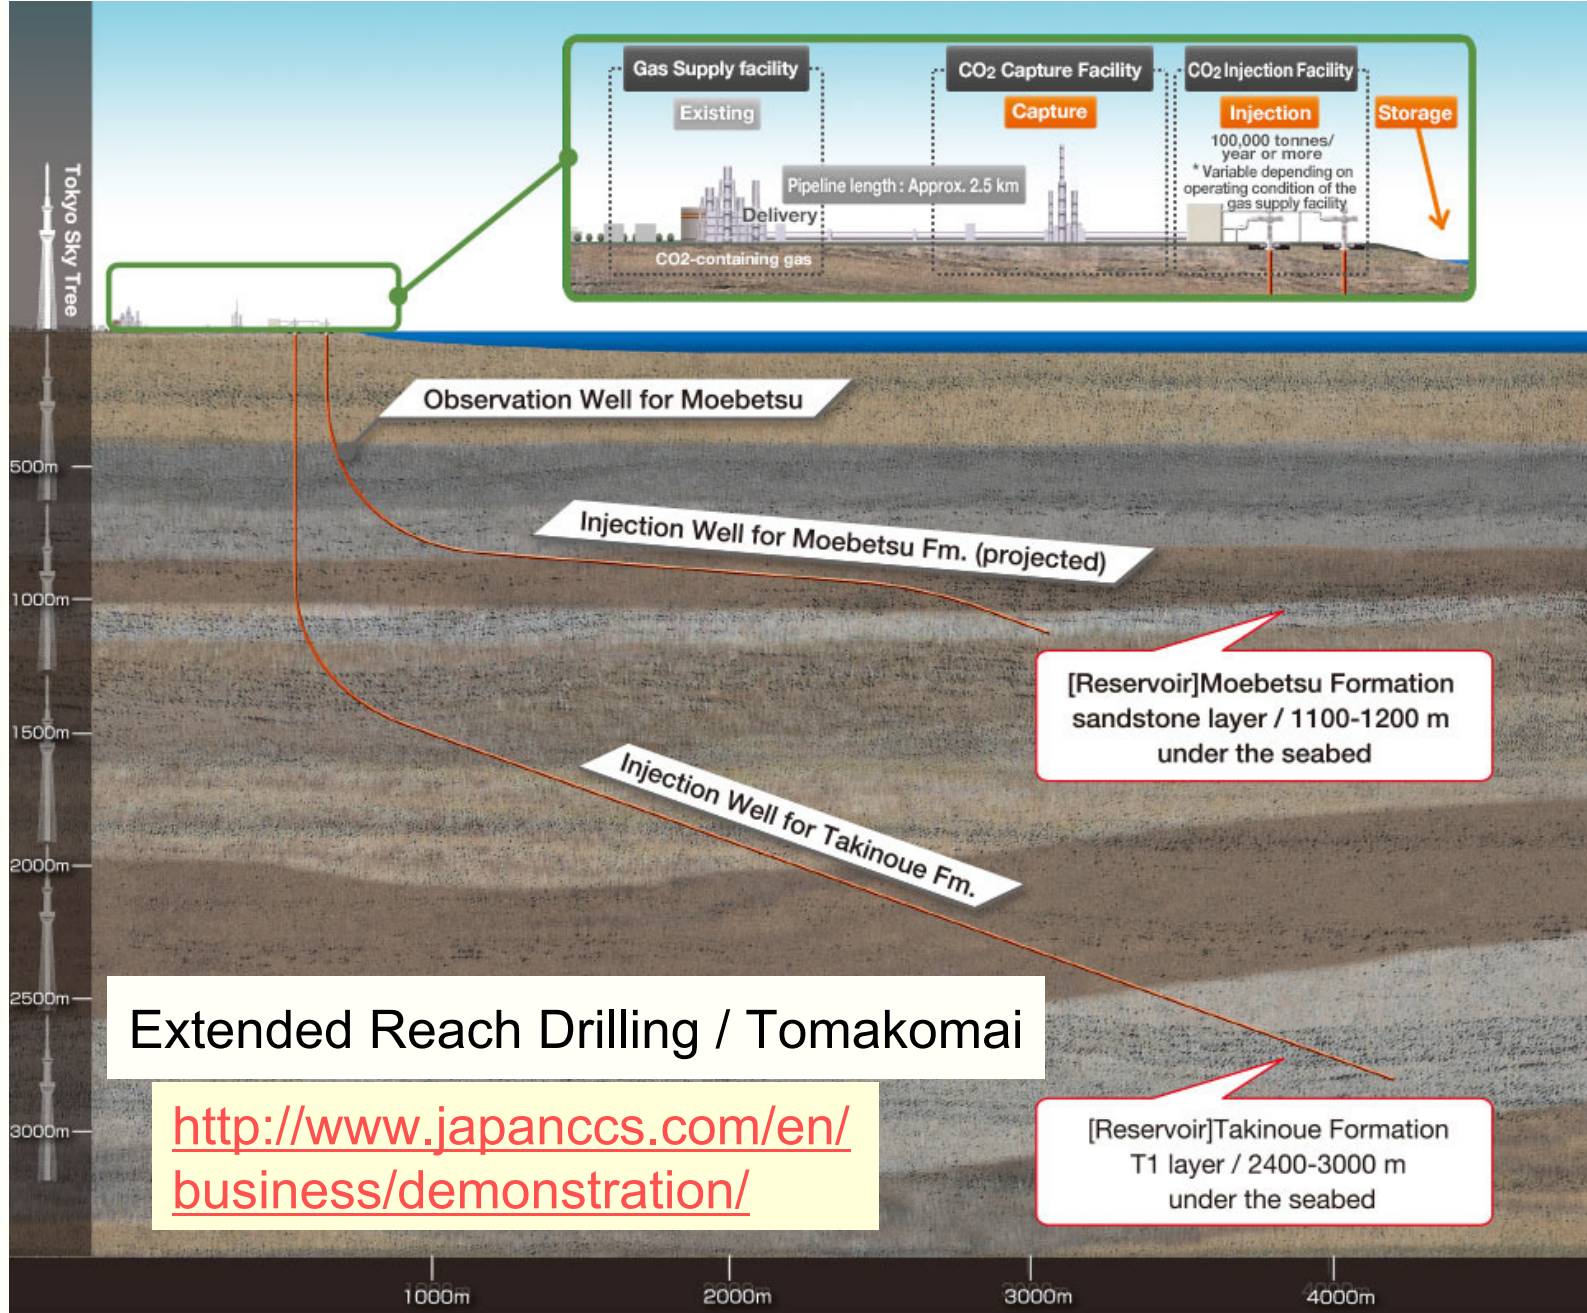 Gas Supply facility
CO2 Capture Facility
CO2 Injection Facility
Existing
Capture
Injection
Storage
100,000 tonnes/
year or more
* Variable depending on
operating condition of the
gas supply facility
Pipeline length : Approx. 2.5 km
Delivery
CO2-containing gas
Tokyo Sky Tree
Observation Well for Moebetsu
500m
Injection Well for Moebetsu Fm. (projected)
1000m
[Reservoir]Moebetsu Formation
sandstone layer / 1100-1200 m
under the seabed
1500m
Injection Well for Takinoue Fm.
2000m
2500m
Extended Reach Drilling / Tomakomai
http://www.japanccs.com/en/
business/demonstration/
3000m
[Reservoir]Takinoue Formation
T1 layer / 2400-3000 m
under the seabed
1000m
2000m
3000m
4000m